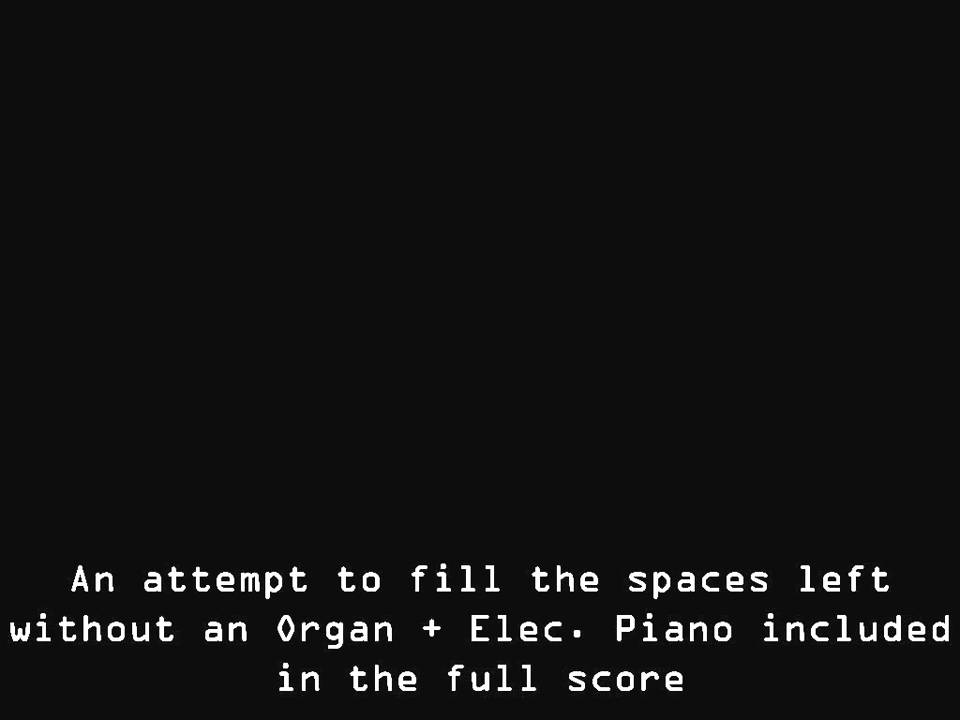 An attempt to fill the spaces left
without an Organ + Elec. Piano included
in the full score